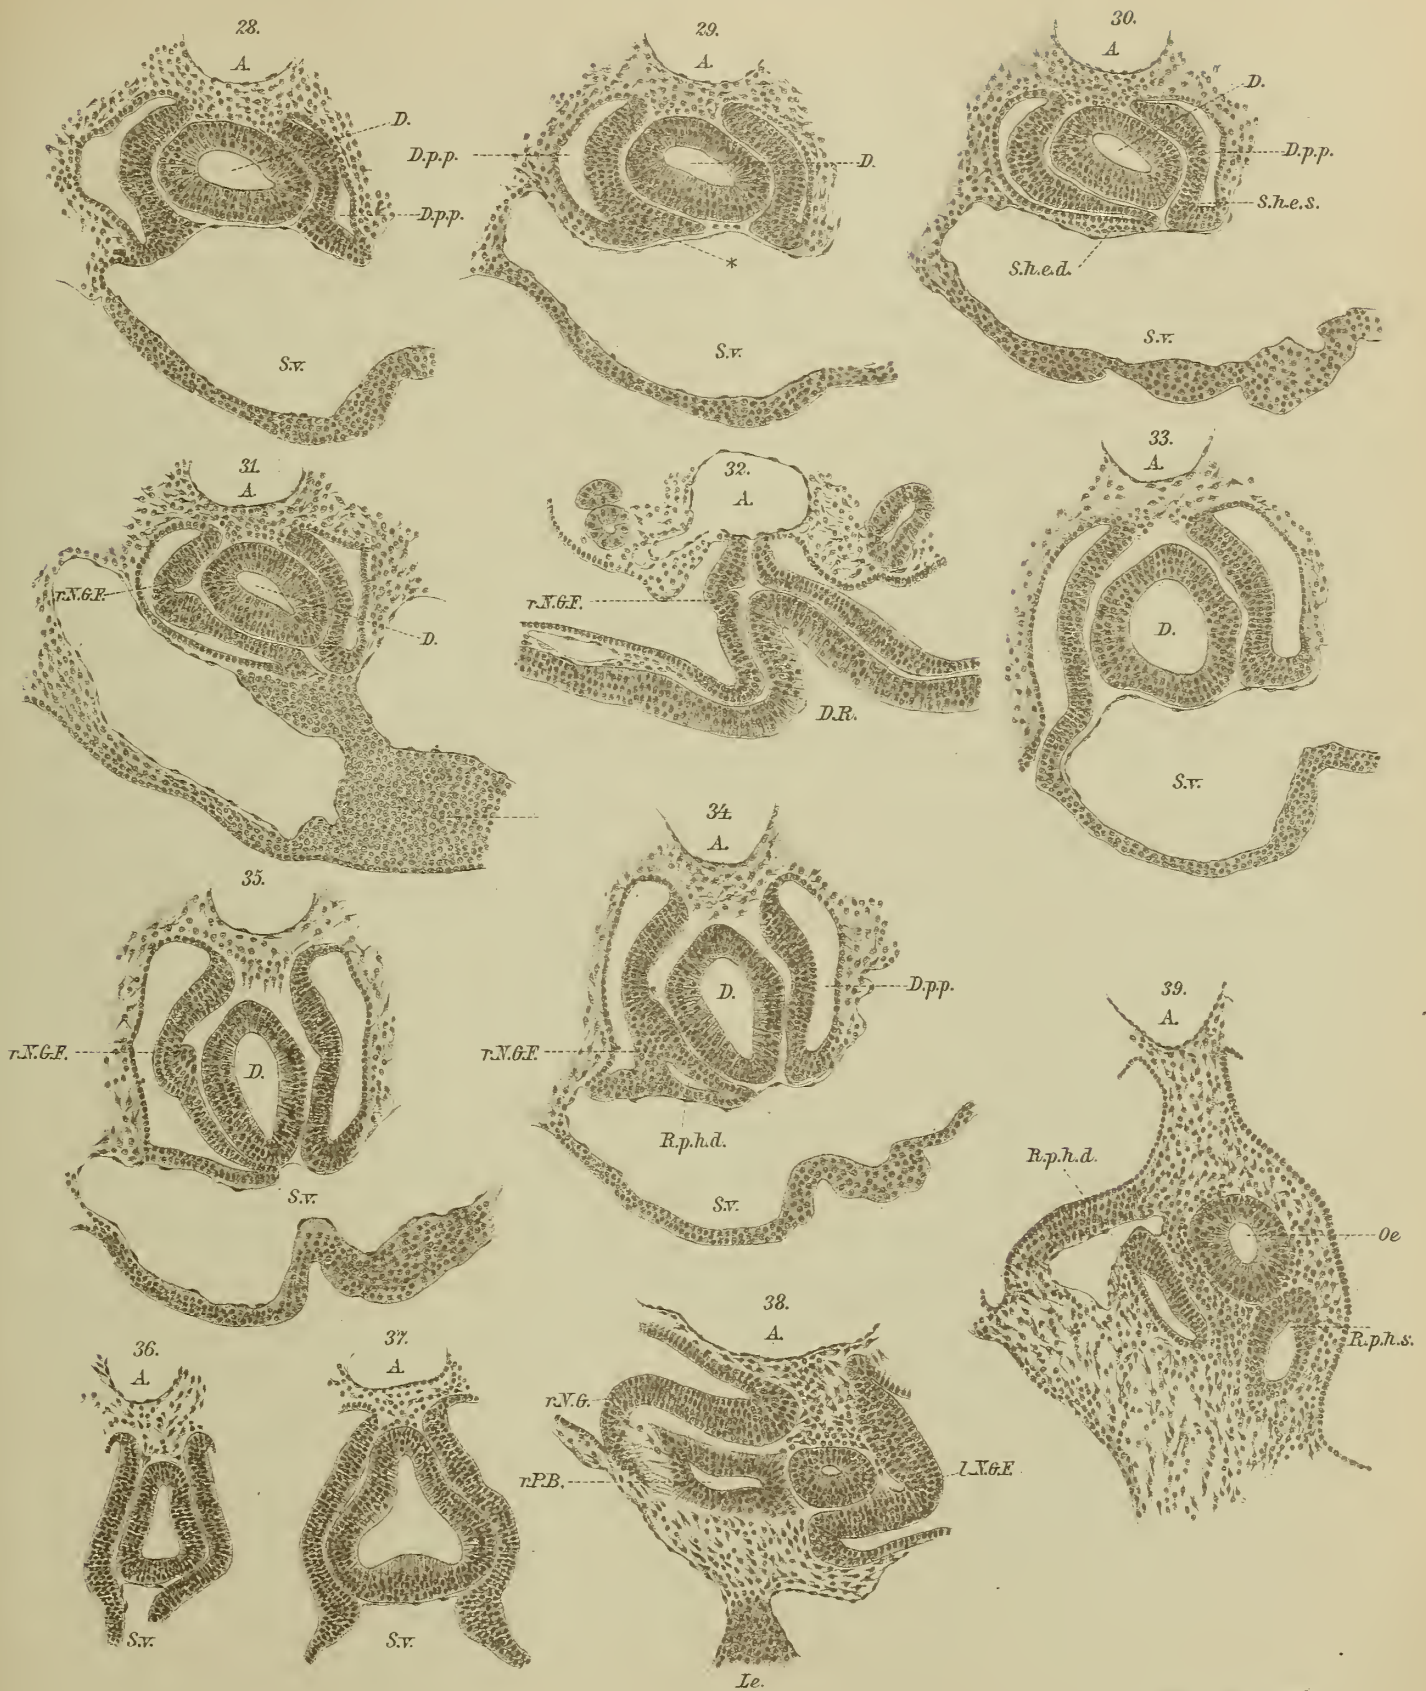 28.
A.
D.
D.p.p.
29.
A.
D.p.p.
D.
*
S.v.
S.v.
30.
A.
D.
D.p.p.
S.h.e.s.
S.h.e.d.
S.v.
31.
A.
r.N.G.F.
D.
32.
A.
r.N.G.F.
D.R.
33.
A.
D.
S.v.
34.
A.
D.
D.p.p.
r.N.G.F.
R.p.h.d.
S.v.
35.
r.N.G.F.
D.
S.v.
36.
A.
S.v.
37.
A.
S.v.
38.
A.
r.N.G.
r.P.B.
l.N.G.F.
Le.
39.
A.
R.p.h.d.
Oe
R.p.h.s.